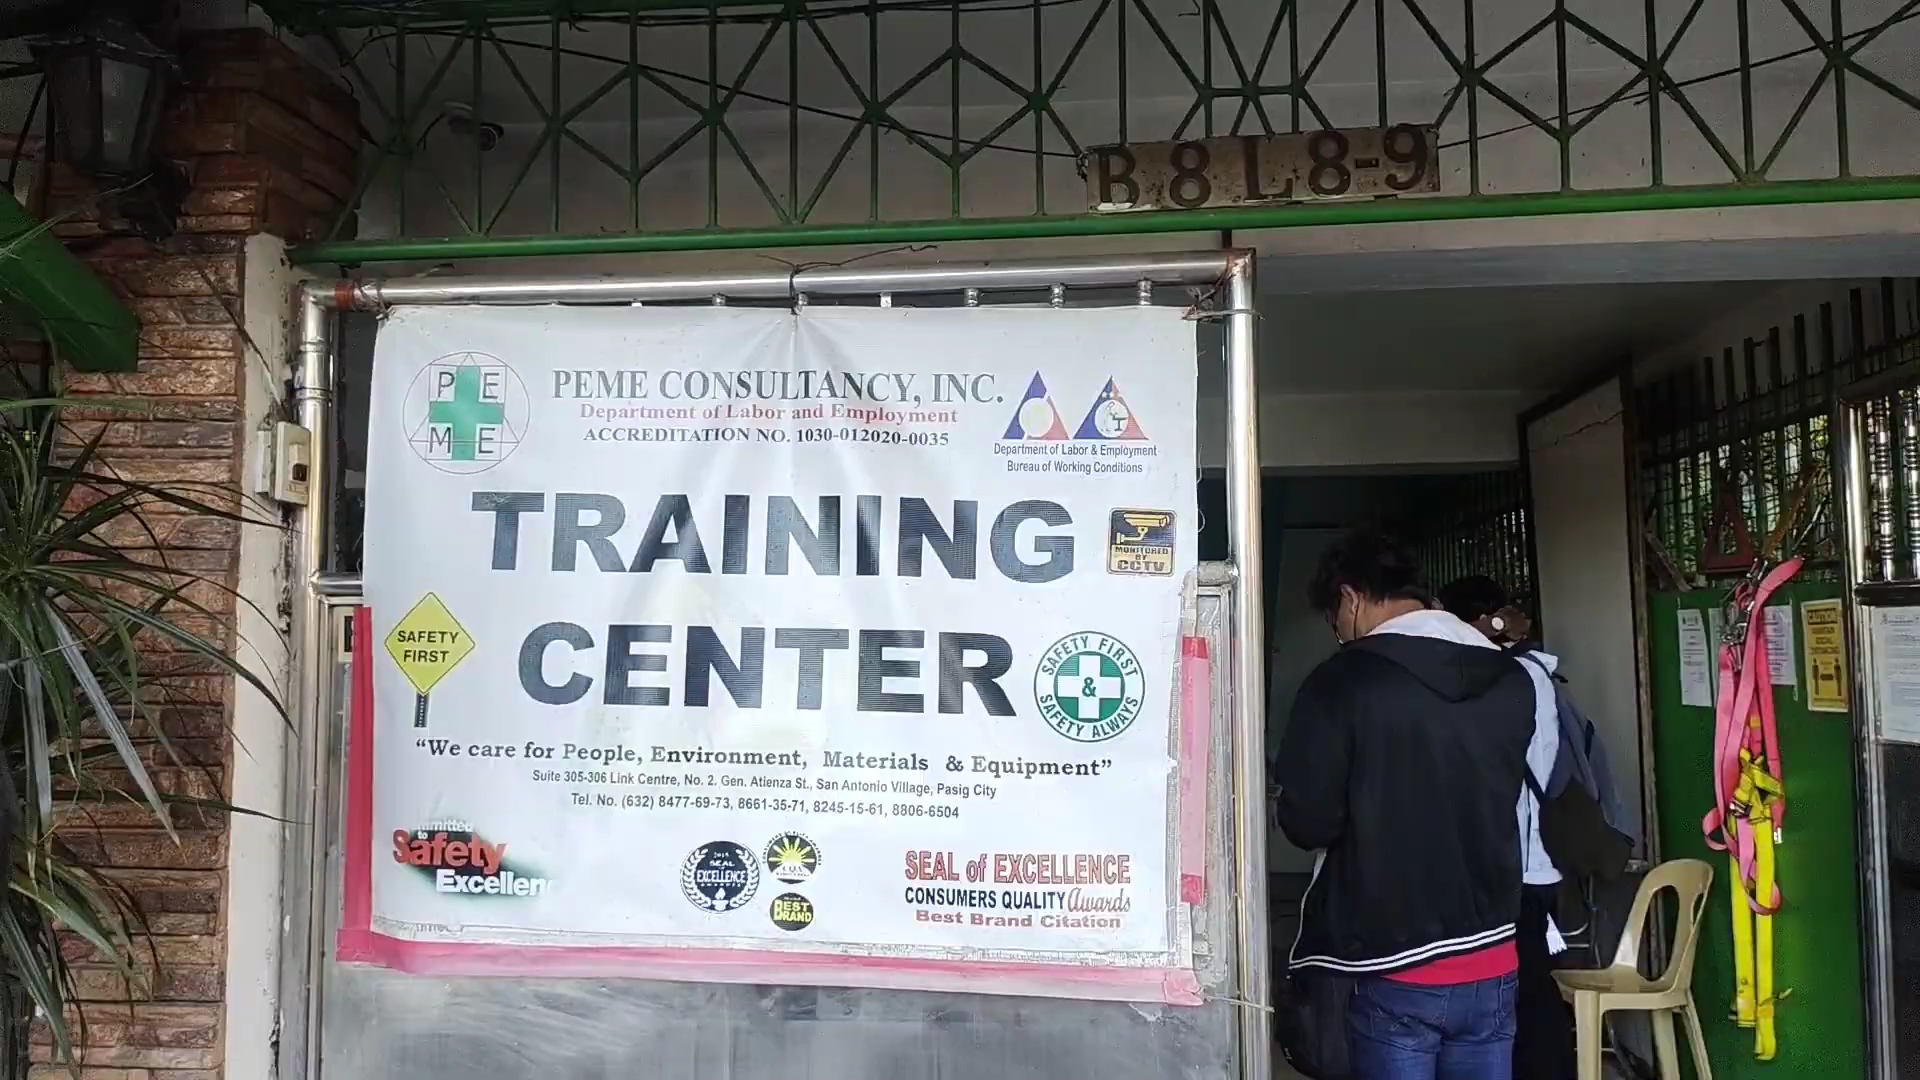 B 8 L 8-9
P E
M E
PEME CONSULTANCY, INC.
Department of Labor and Employment
ACCREDITATION NO. 1030-012020-0035
Department of Labor & Employment
Bureau of Working Conditions
TRAINING
MONITORED
BY
CCTV
SAFETY
FIRST
CENTER
SAFETY FIRST
&
SAFETY ALWAYS
“We care for People, Environment, Materials & Equipment”
Suite 305-306 Link Centre, No. 2. Gen. Atienza St., San Antonio Village, Pasig City
Tel. No. (632) 8477-69-73, 8661-35-71, 8245-15-61, 8806-6504
to
Safety
Excellen
SEAL
EXCELLENCE
BEST
BRAND
SEAL of EXCELLENCE
CONSUMERS QUALITY Awards
Best Brand Citation